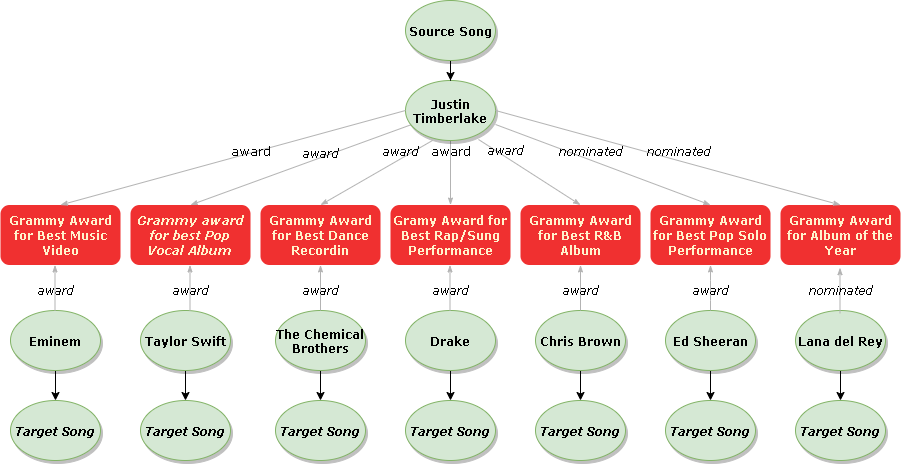 Source Song
Justin
Timberlake
award
award
award
award
award
nominated
nominated
Grammy Award
for Best Music
Video
Grammy award
for best Pop
Vocal Album
Grammy Award
for Best Dance
Recordin
Gramy Award for
Best Rap/Sung
Performance
Grammy Award
for Best R&B
Album
Grammy Award
for Best Pop Solo
Performance
Grammy Award
for Album of the
Year
award
award
award
award
award
award
nominated
Eminem
Taylor Swift
The Chemical
Brothers
Drake
Chris Brown
Ed Sheeran
Lana del Rey
Target Song
Target Song
Target Song
Target Song
Target Song
Target Song
Target Song